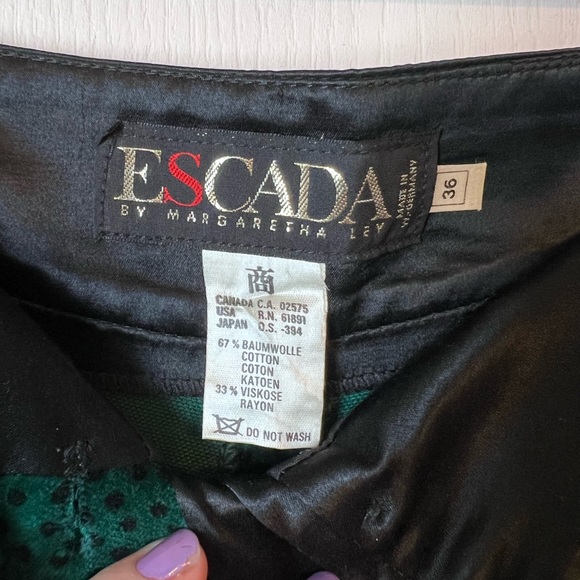 ESCADA
BY MARGARETHA LEY
MADE IN
W.-GERMANY
36
商
CANADA C.A. 02575
USA R.N. 61891
JAPAN O.S. -394
67 % BAUMWOLLE
COTTON
COTON
KATOEN
33 % VISKOSE
RAYON
DO NOT WASH